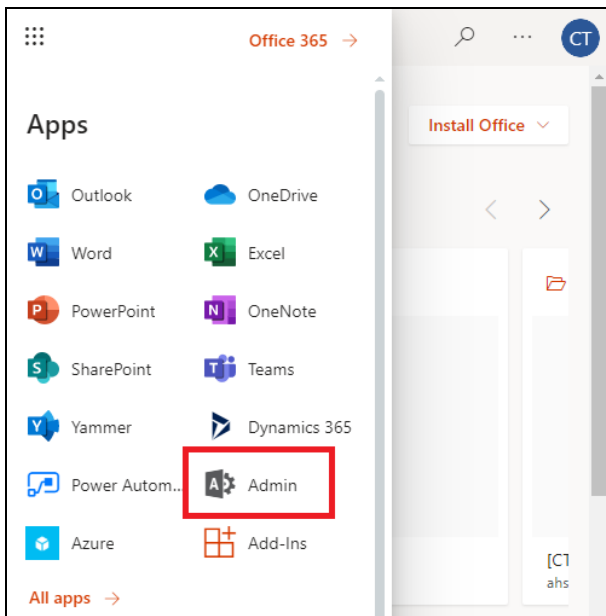 Office 365 →
CT
Apps
Install Office
Outlook
OneDrive
Word
Excel
PowerPoint
OneNote
SharePoint
Teams
Yammer
Dynamics 365
Power Autom...
Admin
Azure
Add-Ins
All apps →
[CT
ahs